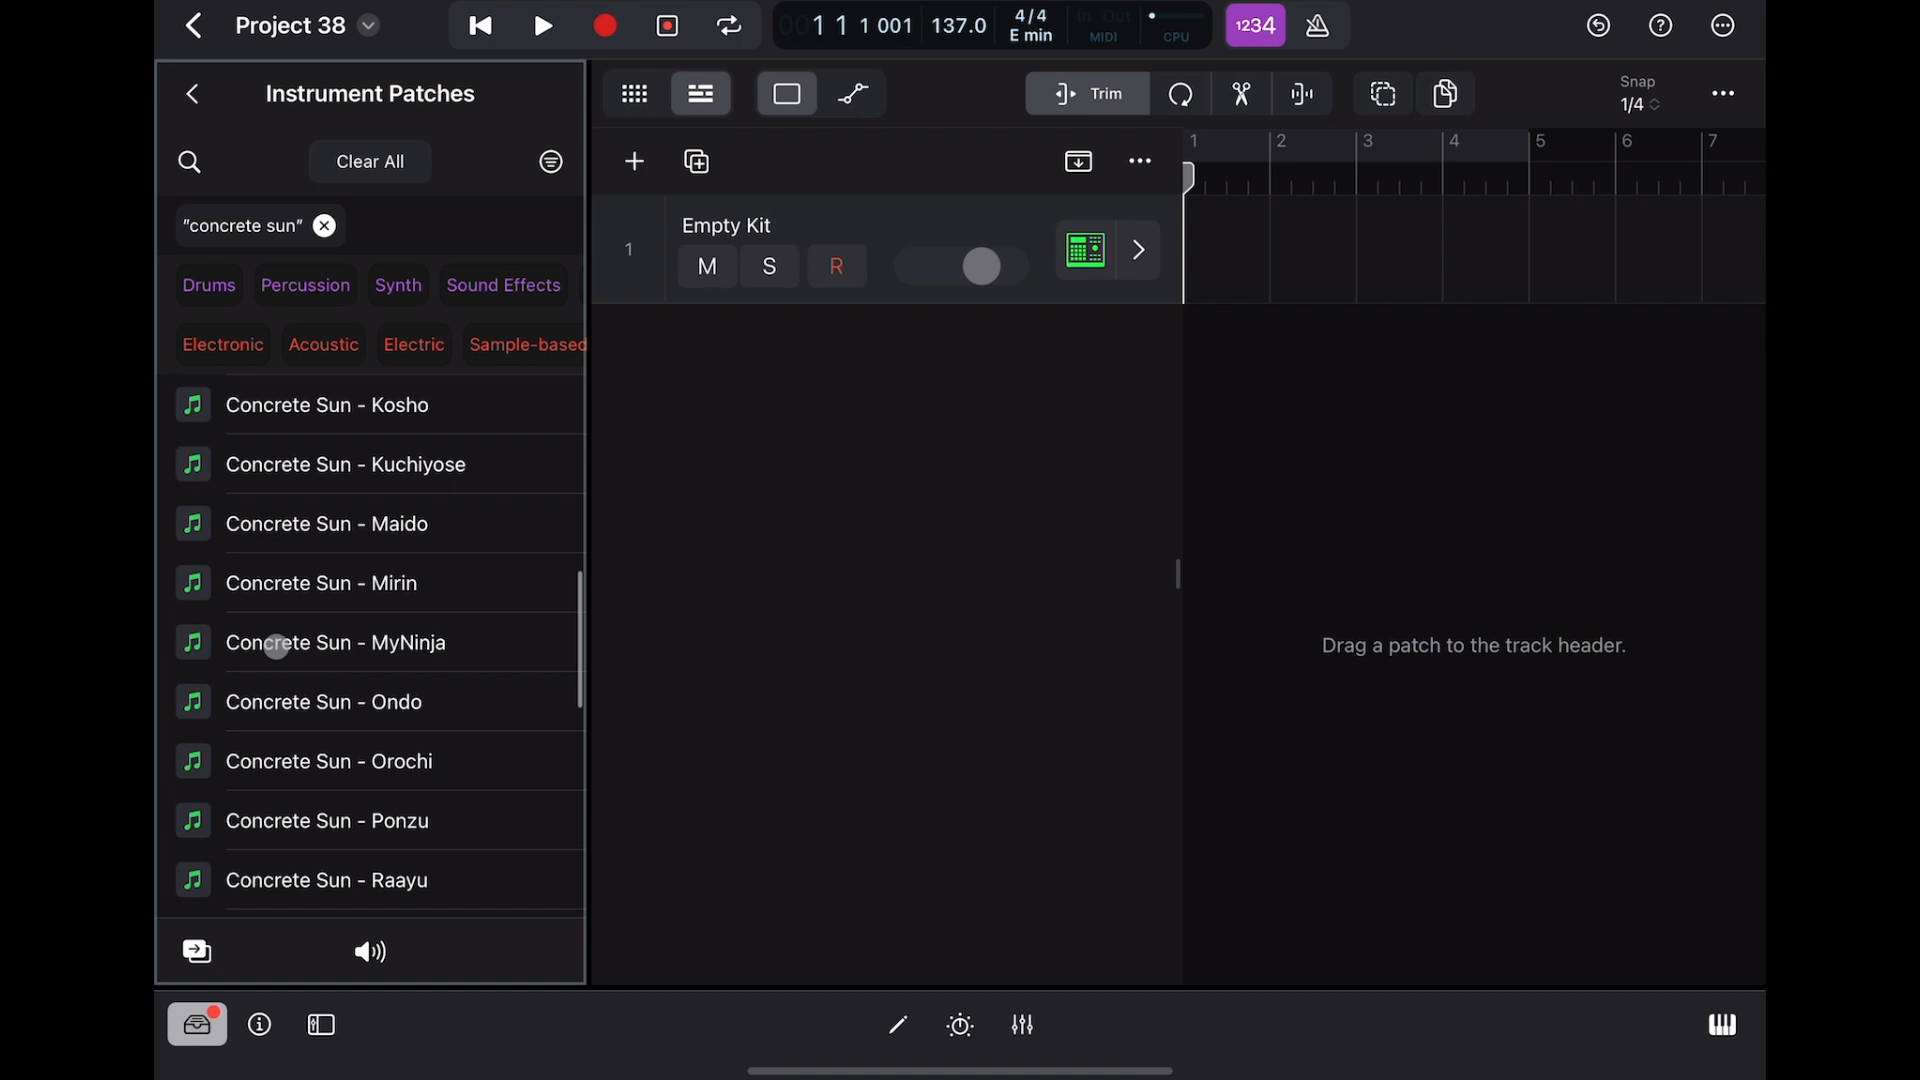 Project 38
00 1 1 1 001
137.0
4/4
E min
In Out
MIDI
CPU
1234
Instrument Patches
Trim
Snap
1/4
Clear All
"concrete sun"
Drums Percussion Synth Sound Effects
Electronic Acoustic Electric Sample-based
1 2 3 4 5 6 7
1
Empty Kit
M S R
Concrete Sun - Kosho
Concrete Sun - Kuchiyose
Concrete Sun - Maido
Concrete Sun - Mirin
Concrete Sun - MyNinja
Concrete Sun - Ondo
Concrete Sun - Orochi
Concrete Sun - Ponzu
Concrete Sun - Raayu
Drag a patch to the track header.